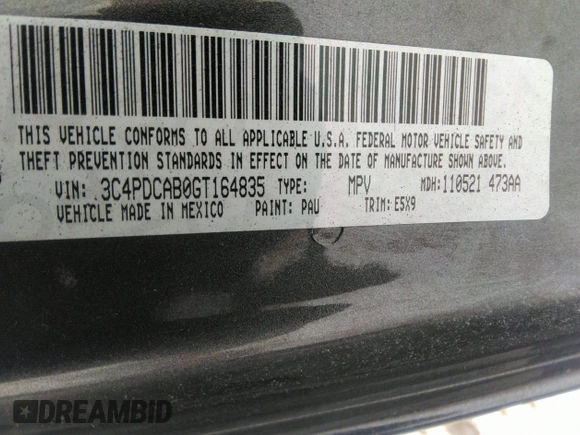 THIS VEHICLE CONFORMS TO ALL APPLICABLE U.S.A. FEDERAL MOTOR VEHICLE SAFETY AND
THEFT PREVENTION STANDARDS IN EFFECT ON THE DATE OF MANUFACTURE SHOWN ABOVE.
VIN: 3C4PDCAB0GT164835 TYPE: MPV MDH:110521 473AA
VEHICLE MADE IN MEXICO PAINT: PAU TRIM: E5X9
DREAMBID